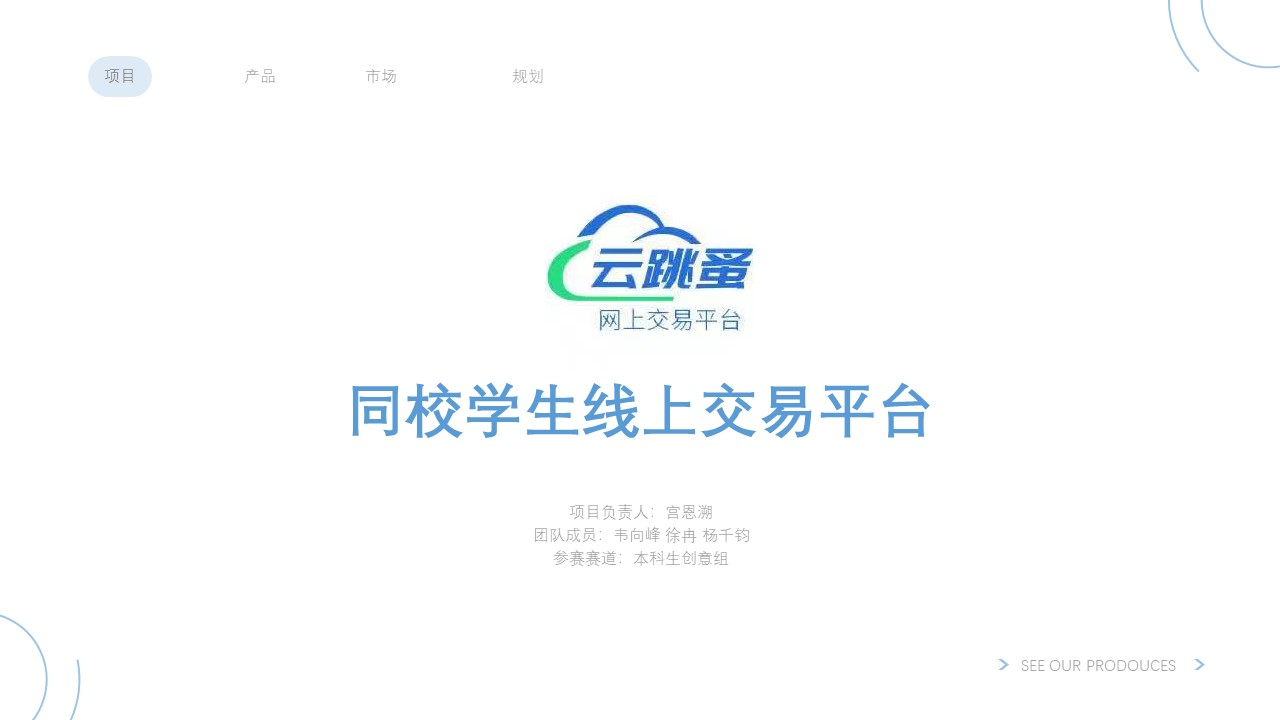 项目 产品 市场 规划
云跳蚤
网上交易平台
同校学生线上交易平台
项目负责人：宫恩溯
团队成员：韦向峰 徐冉 杨千钧
参赛赛道：本科生创意组
SEE OUR PRODOUCES